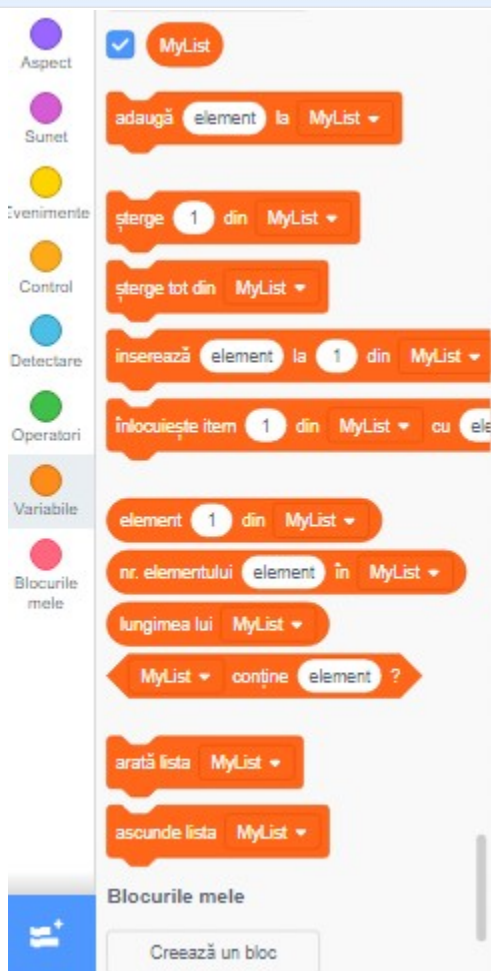 Aspect
Sunet
Evenimente
Control
Detectare
Operatori
Variabile
Blocurile
mele
MyList
adaugă element la MyList
șterge 1 din MyList
șterge tot din MyList
inserează element la 1 din MyList
înlocuiește item 1 din MyList cu ele
element 1 din MyList
nr. elementului element în MyList
lungimea lui MyList
MyList conține element ?
arată lista MyList
ascunde lista MyList
Blocurile mele
Creează un bloc